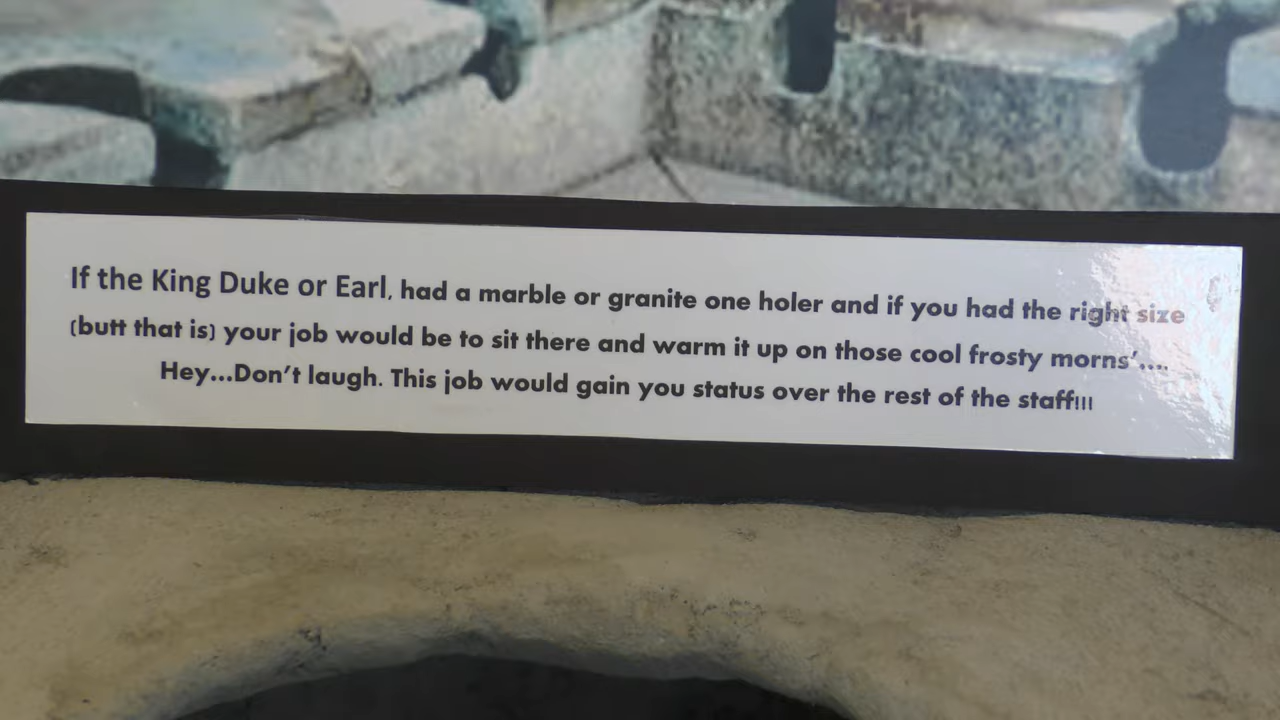 If the King Duke or Earl, had a marble or granite one holer and if you had the right size
(butt that is) your job would be to sit there and warm it up on those cool frosty morns’....
Hey...Don’t laugh. This job would gain you status over the rest of the staff!!!